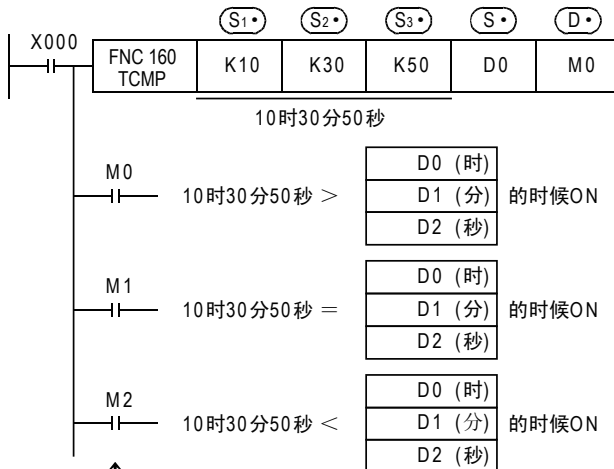 S1• S2• S3• S• D•
X000
FNC 160
TCMP
K10 K30 K50 D0 M0
10时30分50秒
M0
D0 (时)
10时30分50秒 ＞ D1 (分) 的时候ON
D2 (秒)
M1
D0 (时)
10时30分50秒 ＝ D1 (分) 的时候ON
D2 (秒)
M2
D0 (时)
10时30分50秒 ＜ D1 (分) 的时候ON
D2 (秒)